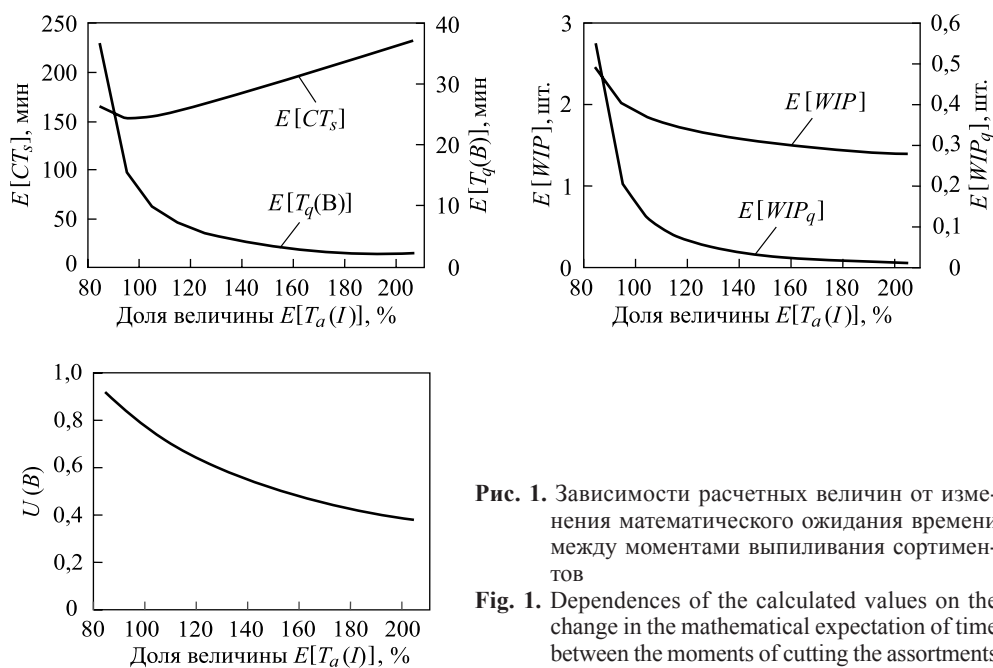 250
200
150
100
50
0
E[CTₛ], мин
40
30
20
10
0
E[T_q(B)], мин
E[CTₛ]
E[T_q(B)]
80 100 120 140 160 180 200
Доля величины E[Tₐ(I)], %
3
2
1
0
E[WIP], шт.
0,6
0,5
0,4
0,3
0,2
0,1
0
E[WIP_q], шт.
E[WIP]
E[WIP_q]
80 100 120 140 160 180 200
Доля величины E[Tₐ(I)], %
1,0
0,8
0,6
0,4
0,2
0
U(B)
80 100 120 140 160 180 200
Доля величины E[Tₐ(I)], %
Рис. 1. Зависимости расчетных величин от изме-
нения математического ожидания времени
между моментами выпиливания сортимен-
тов
Fig. 1. Dependences of the calculated values on the
change in the mathematical expectation of time
between the moments of cutting the assortments